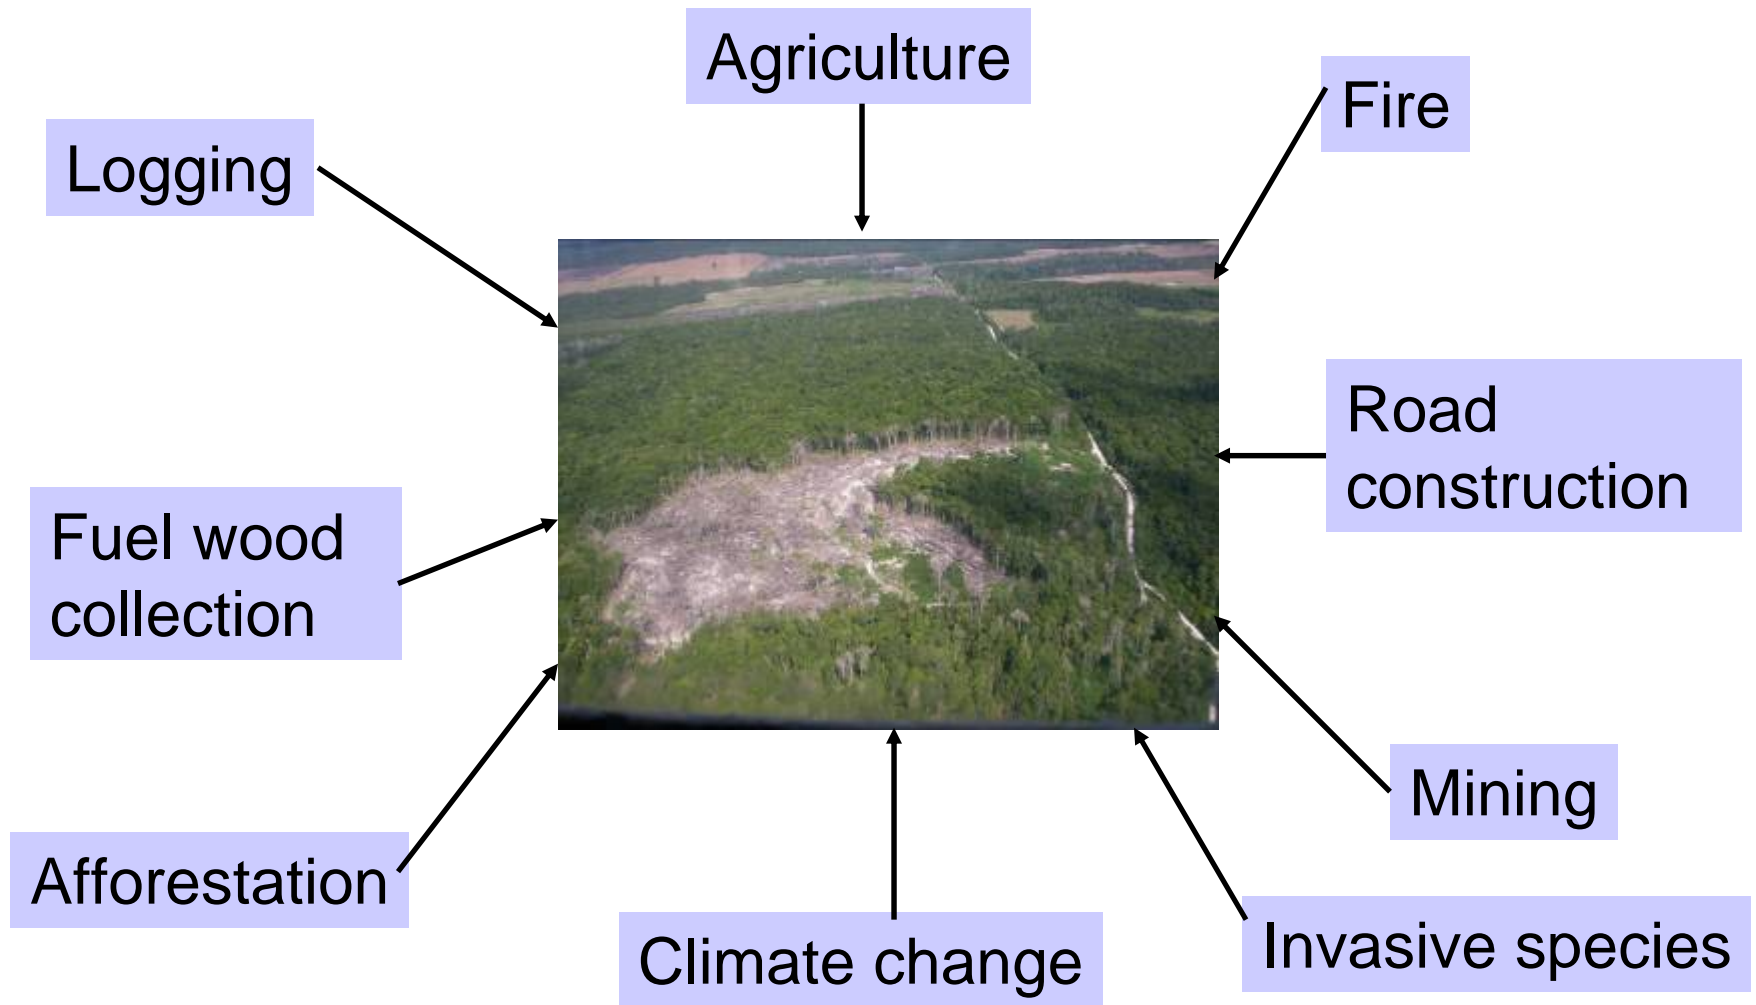 Agriculture
Fire
Logging
Road
construction
Fuel wood
collection
Mining
Afforestation
Climate change
Invasive species